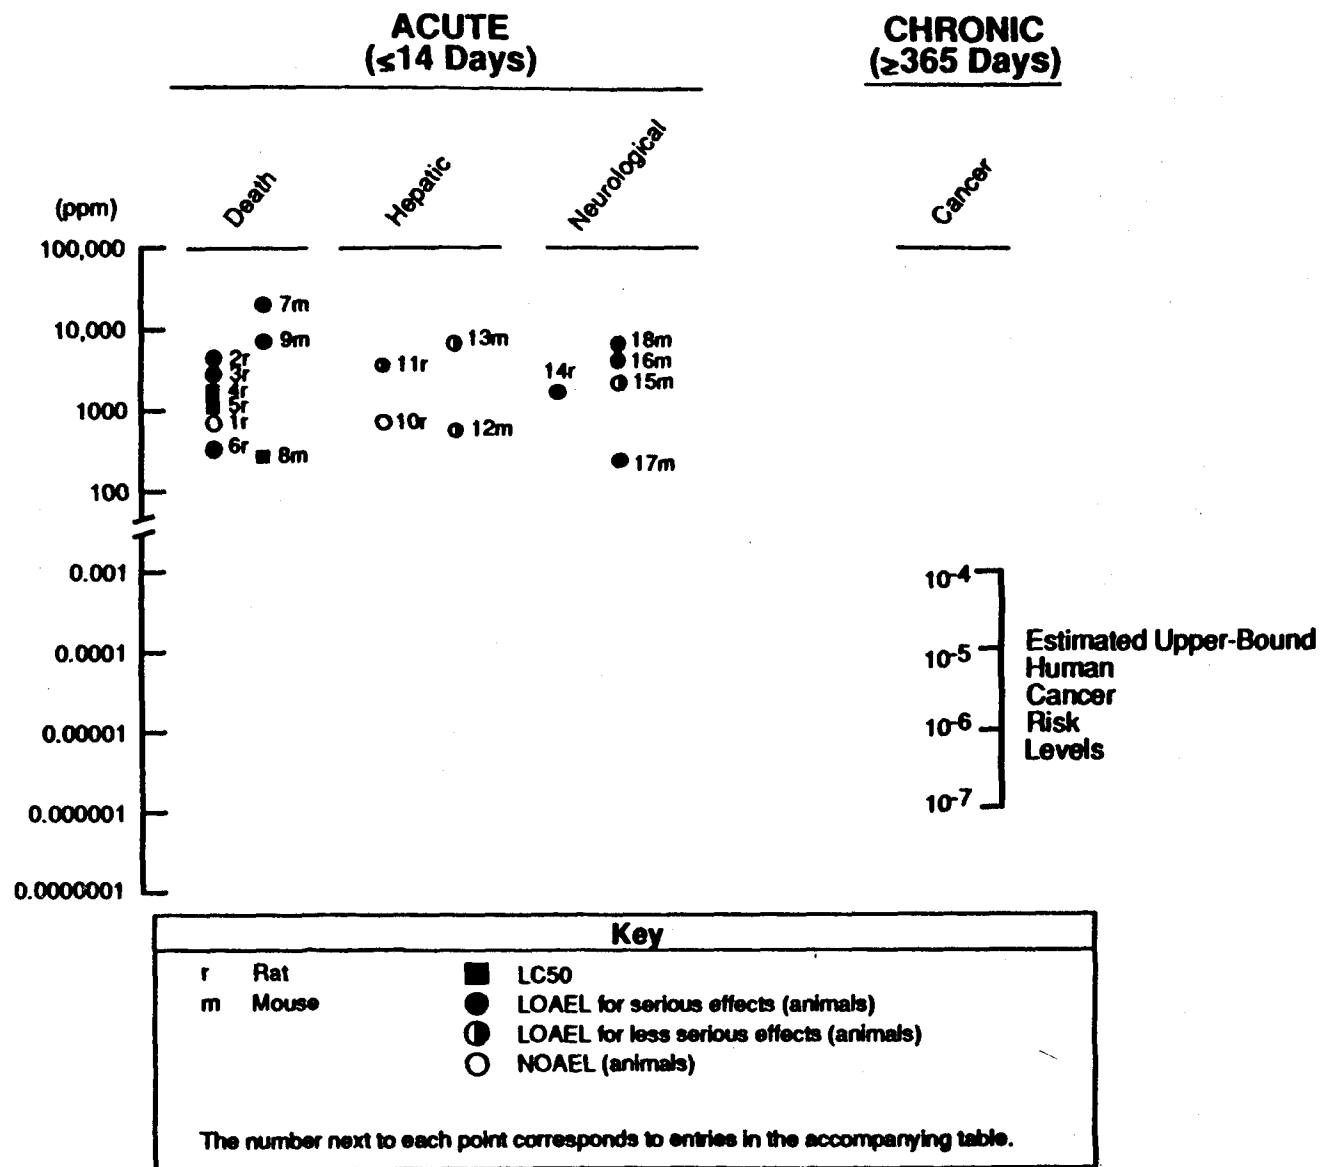 ACUTE
(≤14 Days)
CHRONIC
(≥365 Days)
(ppm)
Death
Hepatic
Neurological
Cancer
100,000
10,000
1000
100
0.001
0.0001
0.00001
0.000001
0.0000001
7m
9m
2r
3r
4r
5r
1r
6r
8m
11r
10r
13m
12m
14r
18m
16m
15m
17m
10-4
10-5
10-6
10-7
Estimated Upper-Bound
Human
Cancer
Risk
Levels
Key
r Rat
m Mouse
LC50
LOAEL for serious effects (animals)
LOAEL for less serious effects (animals)
NOAEL (animals)
The number next to each point corresponds to entries in the accompanying table.